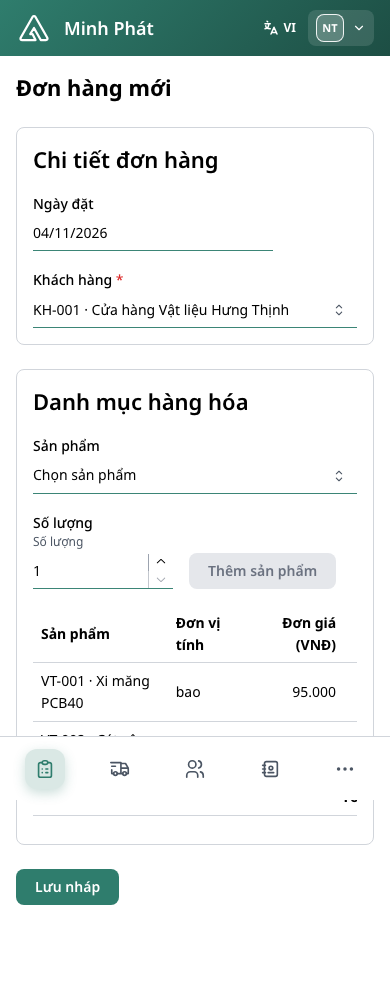 Minh Phát
VI
NT
Đơn hàng mới
Chi tiết đơn hàng
Ngày đặt
04/11/2026
Khách hàng *
KH-001 · Cửa hàng Vật liệu Hưng Thịnh
Danh mục hàng hóa
Sản phẩm
Chọn sản phẩm
Số lượng
Số lượng
1
Thêm sản phẩm
Sản phẩm
Đơn vị tính
Đơn giá (VNĐ)
VT-001 · Xi măng PCB40
bao
95.000
Lưu nháp